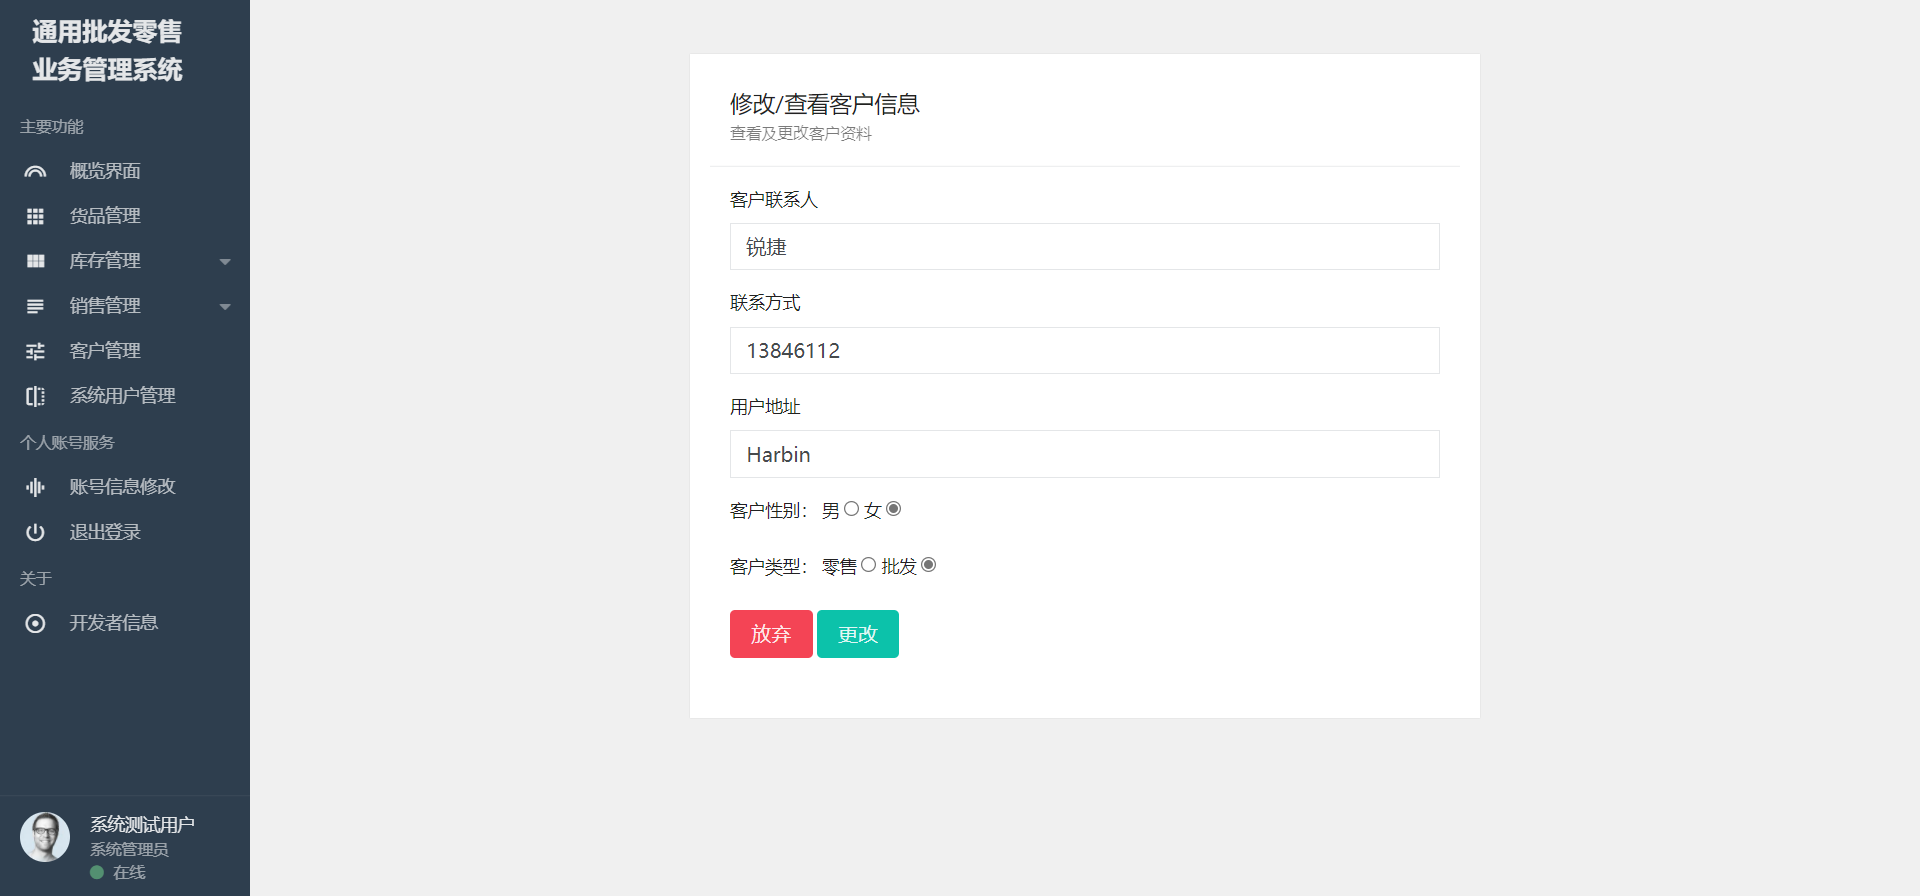 通用批发零售
业务管理系统
主要功能
概览界面
货品管理
库存管理
销售管理
客户管理
系统用户管理
个人账号服务
账号信息修改
退出登录
关于
开发者信息
系统测试用户
系统管理员
在线
修改/查看客户信息
查看及更改客户资料
客户联系人
锐捷
联系方式
13846112
用户地址
Harbin
客户性别： 男 女
客户类型： 零售 批发
放弃 更改